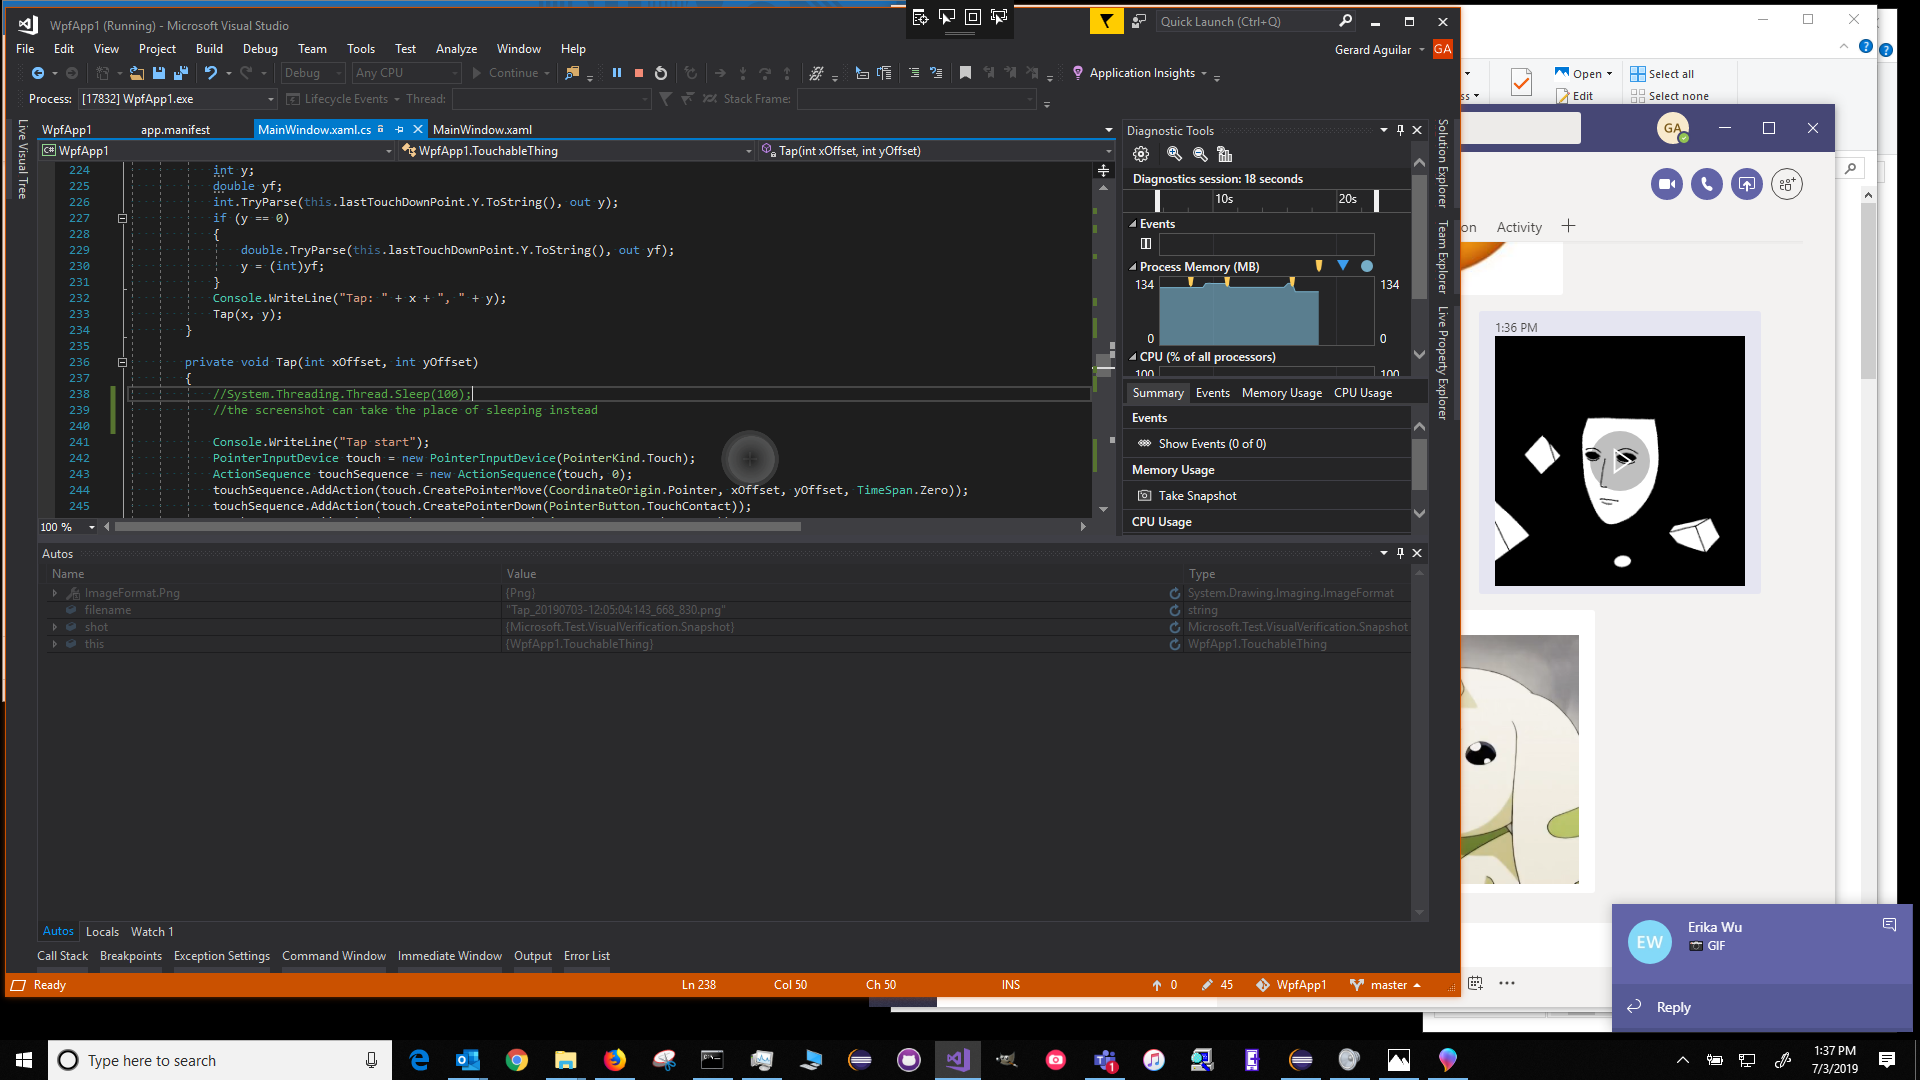 WpfApp1 (Running) - Microsoft Visual Studio
Quick Launch (Ctrl+Q)
File Edit View Project Build Debug Team Tools Test Analyze Window Help
Gerard Aguilar GA
Debug Any CPU Continue Application Insights
Process: [17832] WpfApp1.exe Lifecycle Events Thread: Stack Frame:
WpfApp1 app.manifest MainWindow.xaml.cs MainWindow.xaml
WpfApp1 WpfApp1.TouchableThing Tap(int xOffset, int yOffset)
Live Visual Tree
224 int y;
225 double yf;
226 int.TryParse(this.lastTouchDownPoint.Y.ToString(), out y);
227 if (y == 0)
228 {
229 double.TryParse(this.lastTouchDownPoint.Y.ToString(), out yf);
230 y = (int)yf;
231 }
232 Console.WriteLine("Tap: " + x + ", " + y);
233 Tap(x, y);
234 }
235
236 private void Tap(int xOffset, int yOffset)
237 {
238 //System.Threading.Thread.Sleep(100);
239 //the screenshot can take the place of sleeping instead
240
241 Console.WriteLine("Tap start");
242 PointerInputDevice touch = new PointerInputDevice(PointerKind.Touch);
243 ActionSequence touchSequence = new ActionSequence(touch, 0);
244 touchSequence.AddAction(touch.CreatePointerMove(CoordinateOrigin.Pointer, xOffset, yOffset, TimeSpan.Zero));
245 touchSequence.AddAction(touch.CreatePointerDown(PointerButton.TouchContact));
100 %
Diagnostic Tools
Diagnostics session: 18 seconds
10s 20s
Events
Process Memory (MB)
134 134
0 0
CPU (% of all processors)
100 100
Summary Events Memory Usage CPU Usage
Events
Show Events (0 of 0)
Memory Usage
Take Snapshot
CPU Usage
Solution Explorer
Team Explorer
Live Property Explorer
Autos
Name Value Type
ImageFormat.Png {Png} System.Drawing.Imaging.ImageFormat
filename "Tap_20190703-12:05:04:143_668_830.png" string
shot {Microsoft.Test.VisualVerification.Snapshot} Microsoft.Test.VisualVerification.Snapshot
this {WpfApp1.TouchableThing} WpfApp1.TouchableThing
Autos Locals Watch 1
Call Stack Breakpoints Exception Settings Command Window Immediate Window Output Error List
Ready Ln 238 Col 50 Ch 50 INS 0 45 WpfApp1 master
Open Select all
Edit Select none
GA
Activity
1:36 PM
EW Erika Wu
GIF
Reply
Type here to search
1
1:37 PM
7/3/2019